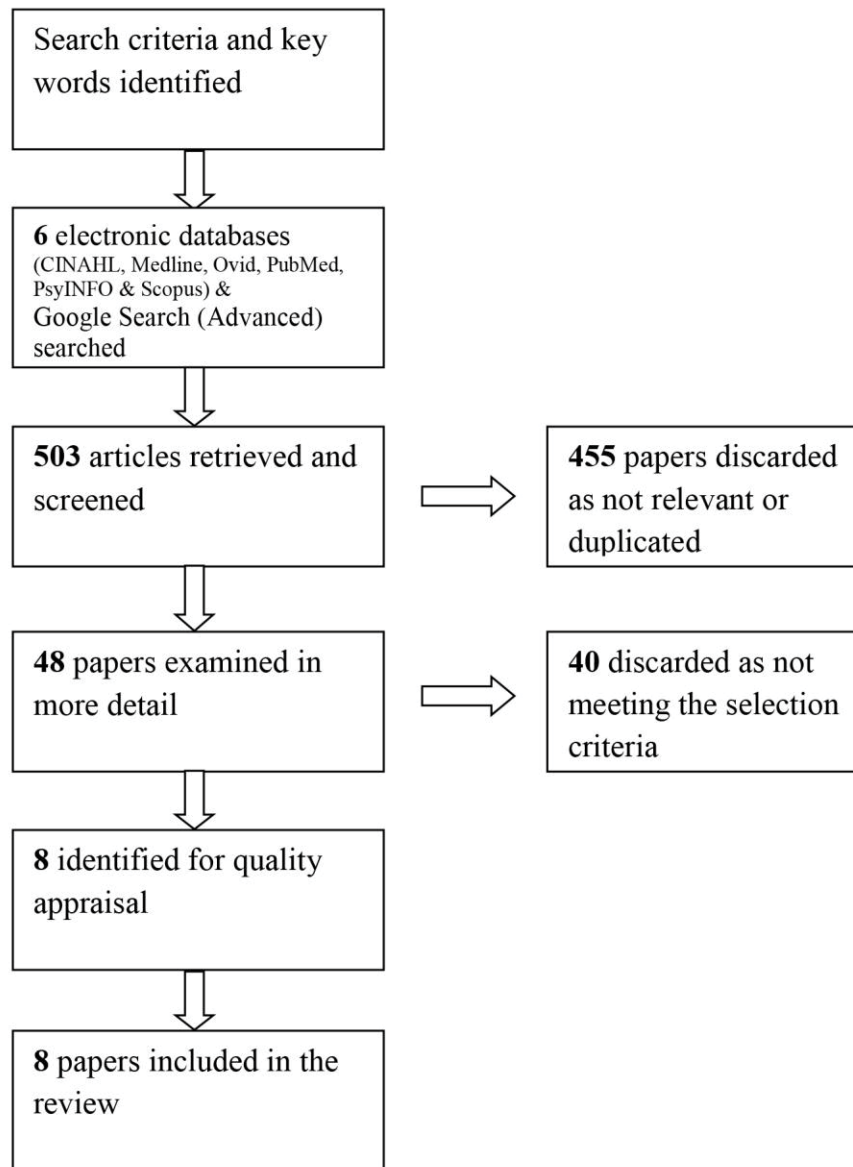 Search criteria and key
words identified
6 electronic databases
(CINAHL, Medline, Ovid, PubMed,
PsyINFO & Scopus) &
Google Search (Advanced)
searched
503 articles retrieved and
screened
455 papers discarded
as not relevant or
duplicated
48 papers examined in
more detail
40 discarded as not
meeting the selection
criteria
8 identified for quality
appraisal
8 papers included in the
review